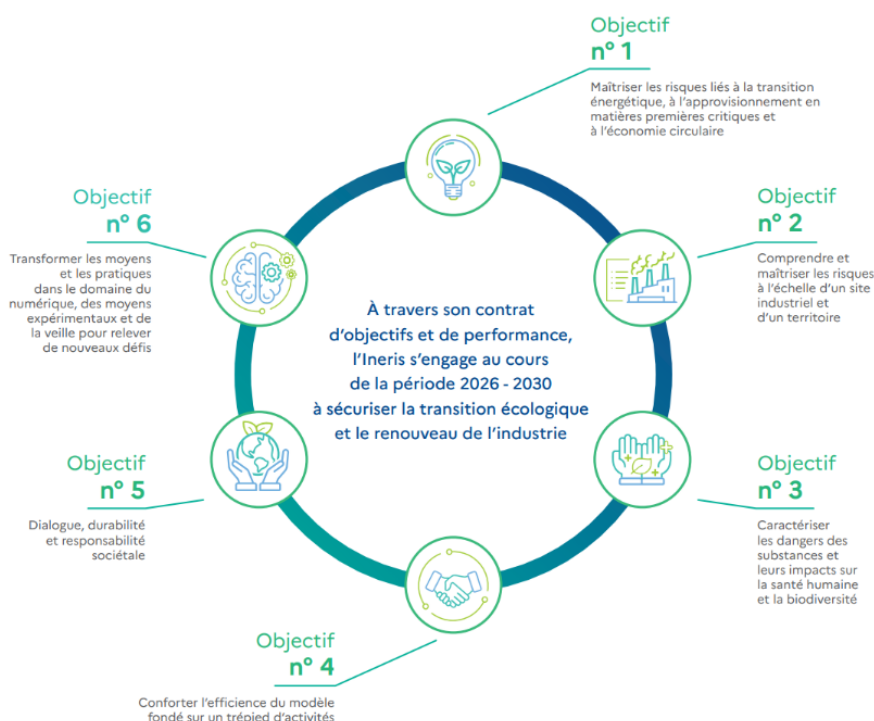 Objectif
n° 1
Maîtriser les risques liés à la transition
énergétique, à l'approvisionnement en
matières premières critiques et
à l'économie circulaire
Objectif
n° 2
Comprendre et
maîtriser les risques
à l'échelle d'un site
industriel et
d'un territoire
Objectif
n° 3
Caractériser
les dangers des
substances et
leurs impacts sur
la santé humaine
et la biodiversité
Objectif
n° 4
Conforter l'efficience du modèle
fondé sur un trépied d'activités
Objectif
n° 5
Dialogue, durabilité
et responsabilité
sociétale
Objectif
n° 6
Transformer les moyens
et les pratiques
dans le domaine du
numérique, des moyens
expérimentaux et de
la veille pour relever
de nouveaux défis
À travers son contrat
d'objectifs et de performance,
l'Ineris s'engage au cours
de la période 2026 - 2030
à sécuriser la transition écologique
et le renouveau de l'industrie